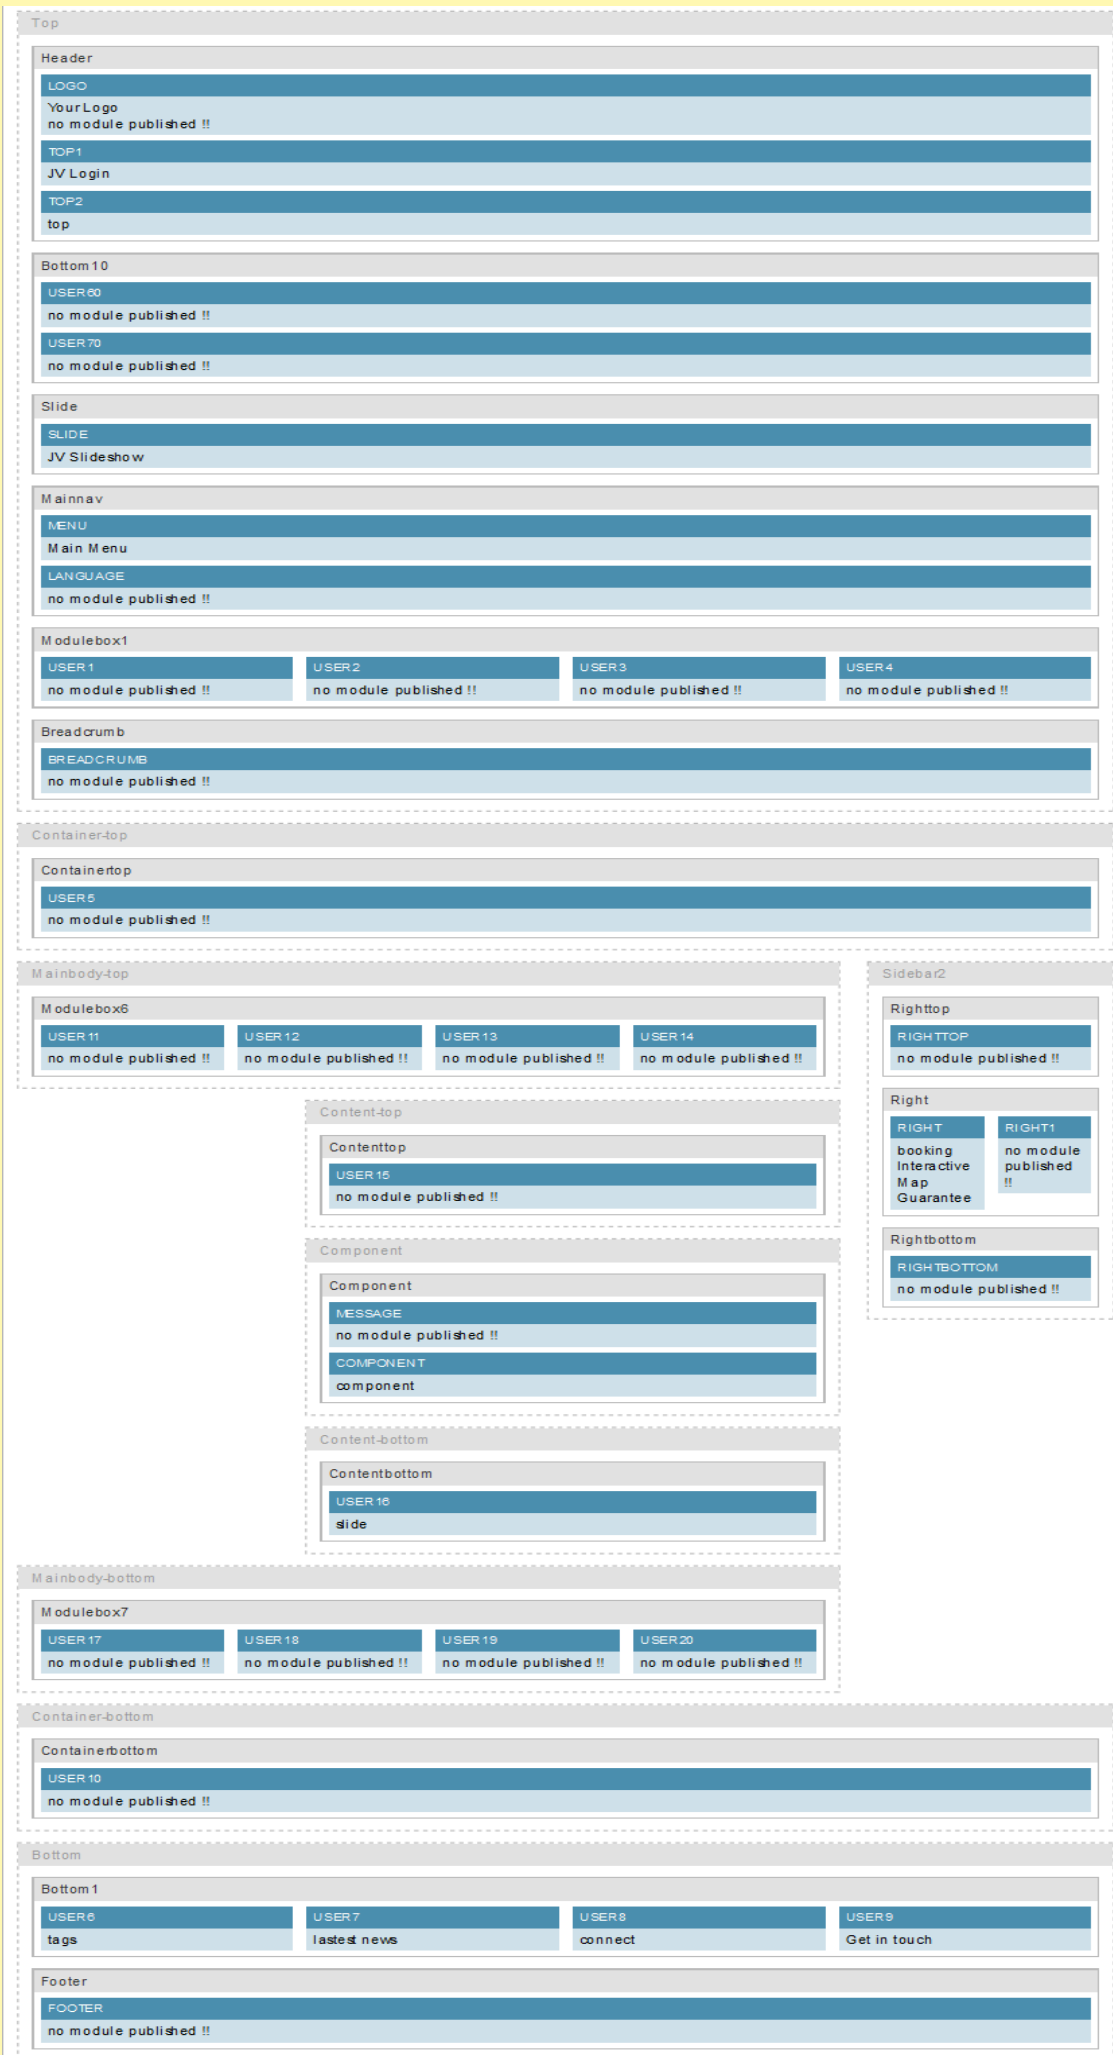 Top
Header
LOGO
Your Logo
no module published !!
TOP1
JV Login
TOP2
top
Bottom10
USER60
no module published !!
USER70
no module published !!
Slide
SLIDE
JV Slideshow
Mainnav
MENU
Main Menu
LANGUAGE
no module published !!
Modulebox1
USER1 USER2 USER3 USER4
no module published !! no module published !! no module published !! no module published !!
Breadcrumb
BREADCRUMB
no module published !!
Container-top
Containertop
USER5
no module published !!
Mainbody-top
Modulebox6
USER11 USER12 USER13 USER14
no module published !! no module published !! no module published !! no module published !!
Sidebar2
Righttop
RIGHTTOP
no module published !!
Right
RIGHT
booking
Interactive
Map
Guarantee
RIGHT1
no module
published
!!
Rightbottom
RIGHTBOTTOM
no module published !!
Content-top
Contenttop
USER15
no module published !!
Component
Component
MESSAGE
no module published !!
COMPONENT
component
Content-bottom
Contentbottom
USER16
slide
Mainbody-bottom
Modulebox7
USER17 USER18 USER19 USER20
no module published !! no module published !! no module published !! no module published !!
Container-bottom
Containerbottom
USER10
no module published !!
Bottom
Bottom1
USER6 USER7 USER8 USER9
tags lastest news connect Get in touch
Footer
FOOTER
no module published !!